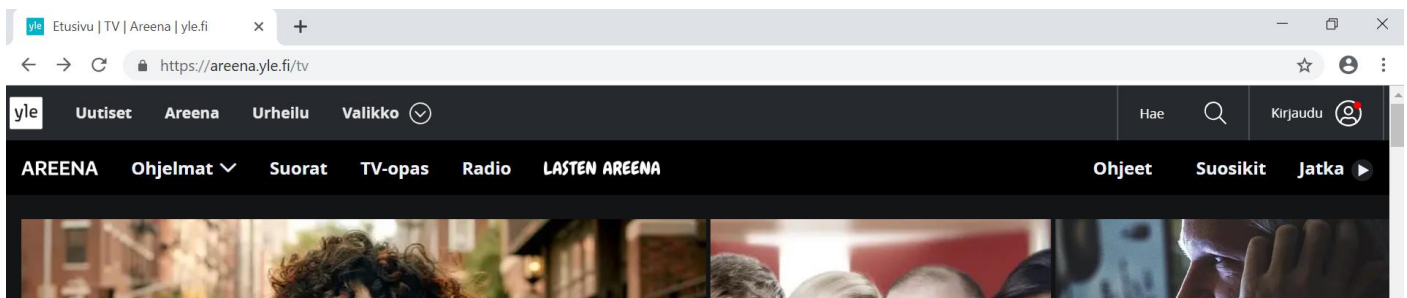 yle Etusivu | TV | Areena | yle.fi
https://areena.yle.fi/tv
yle Uutiset Areena Urheilu Valikko Hae Kirjaudu
AREENA Ohjelmat Suorat TV-opas Radio LASTEN AREENA Ohjeet Suosikit Jatka